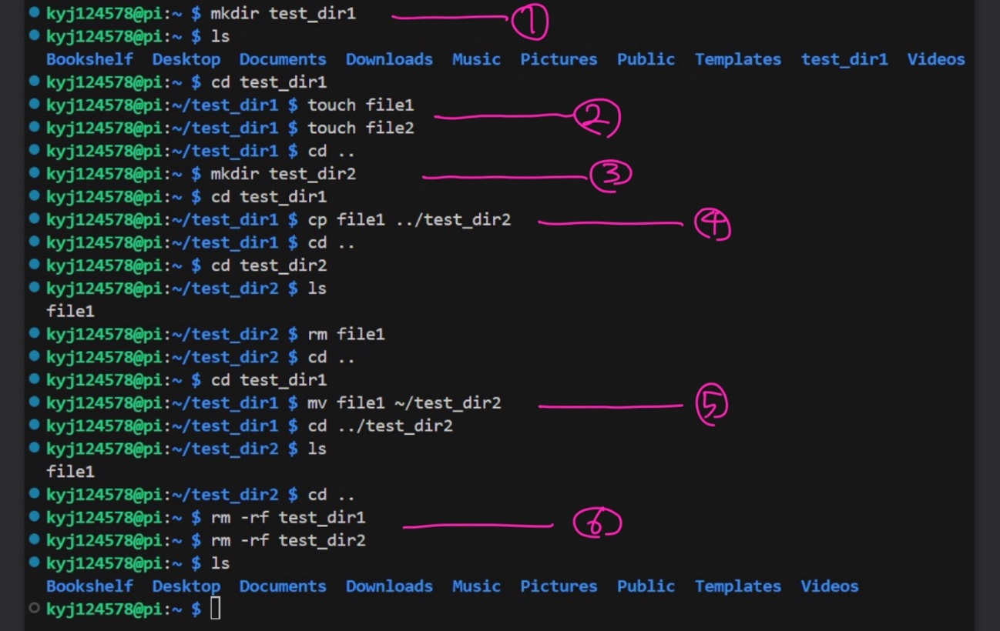 kyj124578@pi:~ $ mkdir test_dir1 ①
kyj124578@pi:~ $ ls
Bookshelf Desktop Documents Downloads Music Pictures Public Templates test_dir1 Videos
kyj124578@pi:~ $ cd test_dir1
kyj124578@pi:~/test_dir1 $ touch file1 ②
kyj124578@pi:~/test_dir1 $ touch file2
kyj124578@pi:~/test_dir1 $ cd ..
kyj124578@pi:~ $ mkdir test_dir2 ③
kyj124578@pi:~ $ cd test_dir1
kyj124578@pi:~/test_dir1 $ cp file1 ../test_dir2 ④
kyj124578@pi:~/test_dir1 $ cd ..
kyj124578@pi:~ $ cd test_dir2
kyj124578@pi:~/test_dir2 $ ls
file1
kyj124578@pi:~/test_dir2 $ rm file1
kyj124578@pi:~/test_dir2 $ cd ..
kyj124578@pi:~ $ cd test_dir1
kyj124578@pi:~/test_dir1 $ mv file1 ~/test_dir2 ⑤
kyj124578@pi:~/test_dir1 $ cd ../test_dir2
kyj124578@pi:~/test_dir2 $ ls
file1
kyj124578@pi:~/test_dir2 $ cd ..
kyj124578@pi:~ $ rm -rf test_dir1 ⑥
kyj124578@pi:~ $ rm -rf test_dir2
kyj124578@pi:~ $ ls
Bookshelf Desktop Documents Downloads Music Pictures Public Templates Videos
kyj124578@pi:~ $